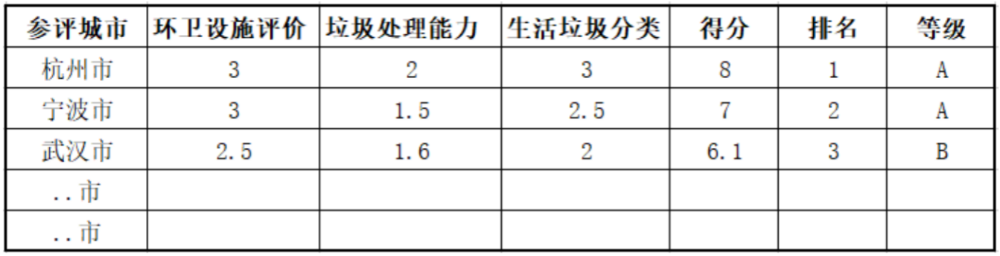 参评城市 环卫设施评价 垃圾处理能力 生活垃圾分类 得分 排名 等级
杭州市 3 2 3 8 1 A
宁波市 3 1.5 2.5 7 2 A
武汉市 2.5 1.6 2 6.1 3 B
..市
..市